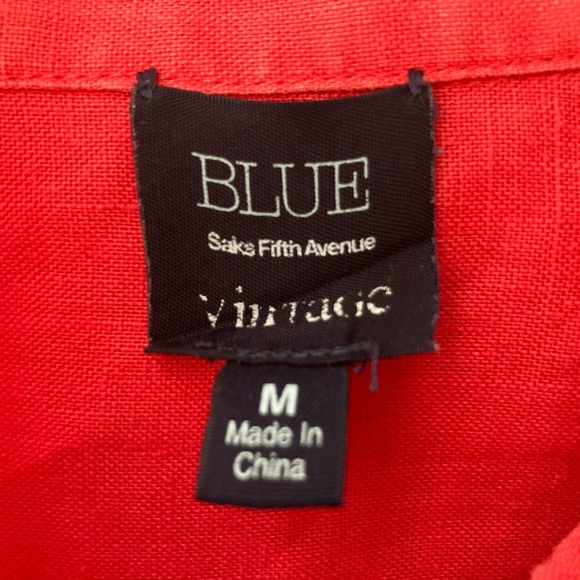 BLUE
Saks Fifth Avenue
Vintage
M
Made In
China